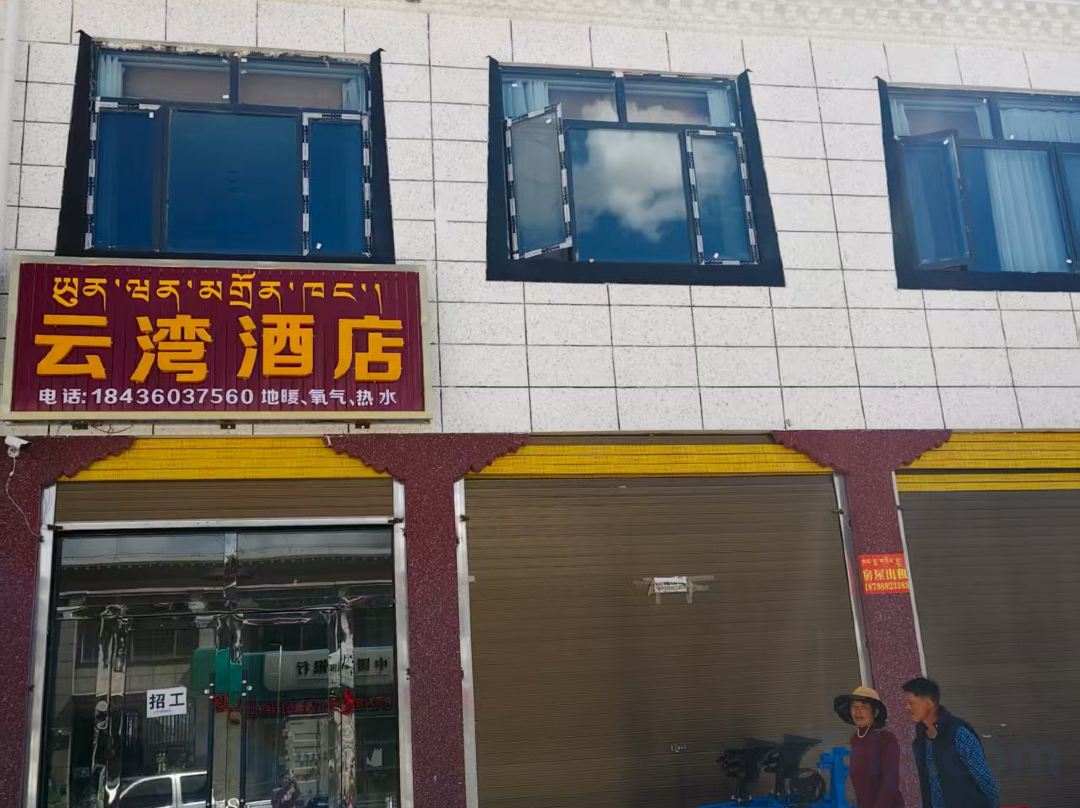 ཡུན་ལྭན་མགྲོན་ཁང་།
云湾酒店
电话:18436037560 地暖、氧气、热水
招工
房屋出租
18798923383